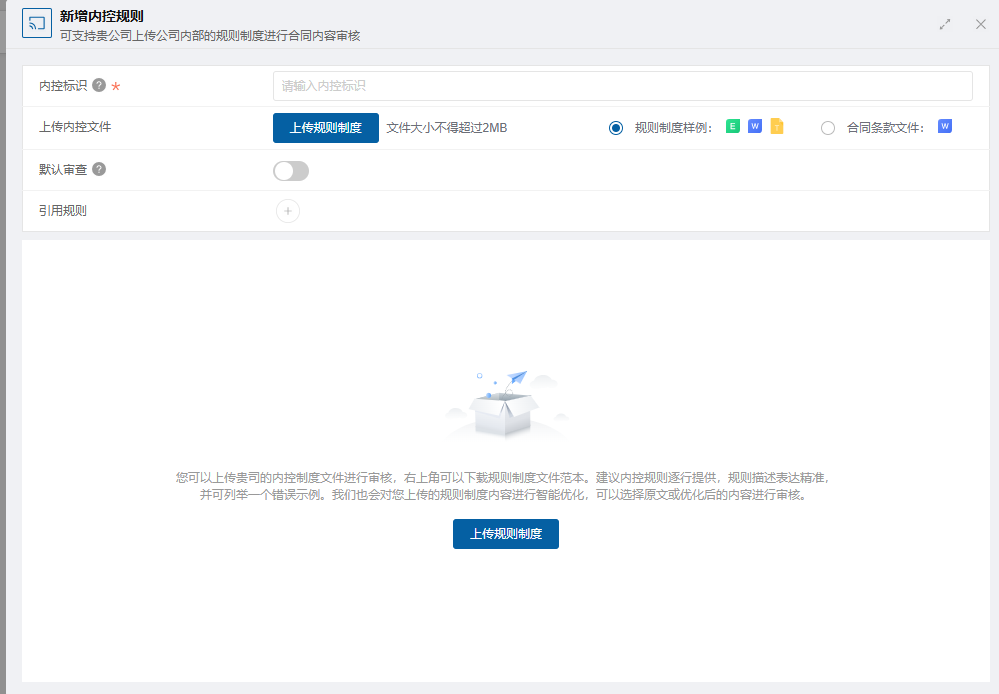 新增内控规则
可支持贵公司上传公司内部的规则制度进行合同内容审核
内控标识 ? * 请输入内控标识
上传内控文件 上传规则制度 文件大小不得超过2MB 规则制度样例： E W 合同条款文件： W
默认审查 ?
引用规则 +
您可以上传贵司的内控制度文件进行审核，右上角可以下载规则制度文件范本。建议内控规则逐行提供，规则描述表达精准，
并可列举一个错误示例。我们也会对您上传的规则制度内容进行智能优化，可以选择原文或优化后的内容进行审核。
上传规则制度